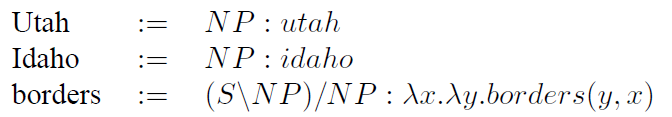 Utah := NP : utah
Idaho := NP : idaho
borders := (S\NP)/NP : λx.λy.borders(y, x)